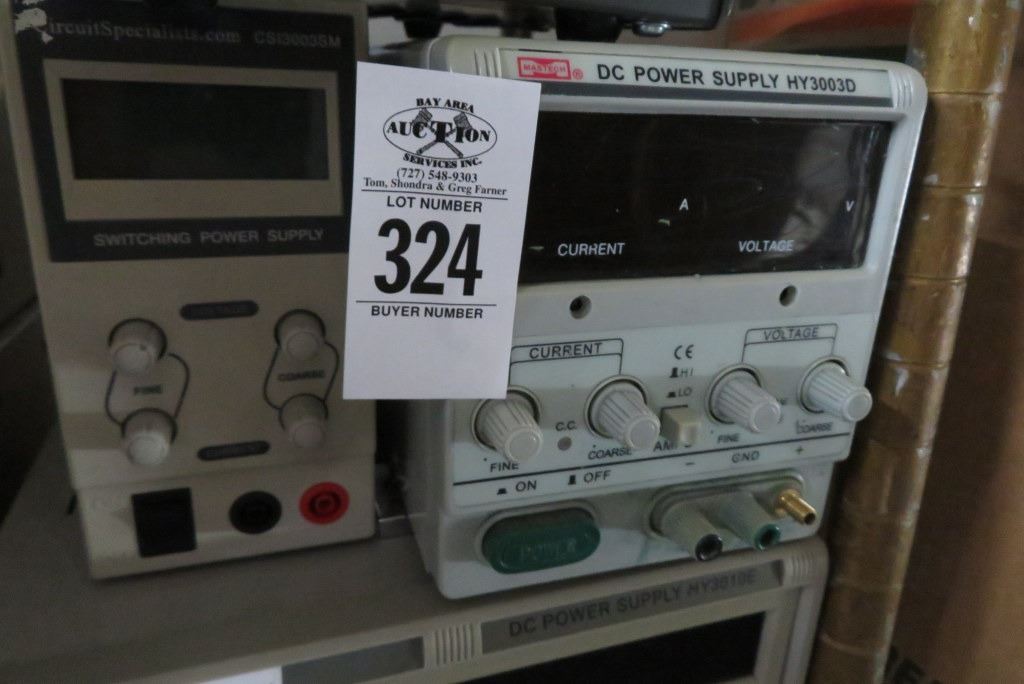 CircuitSpecialists.com CSI3003SM
SWITCHING POWER SUPPLY
FINE
COARSE
BAY AREA
AUCTION
SERVICES INC.
(727) 548-9303
Tom, Shondra & Greg Farner
LOT NUMBER
324
BUYER NUMBER
MASTECH ® DC POWER SUPPLY HY3003D
A
V
CURRENT
VOLTAGE
CURRENT
CE
VOLTAGE
HI
LO
C.C.
FINE
COARSE
FINE
COARSE
ON
OFF
−
GND
+
POWER
DC POWER SUPPLY HY3010E